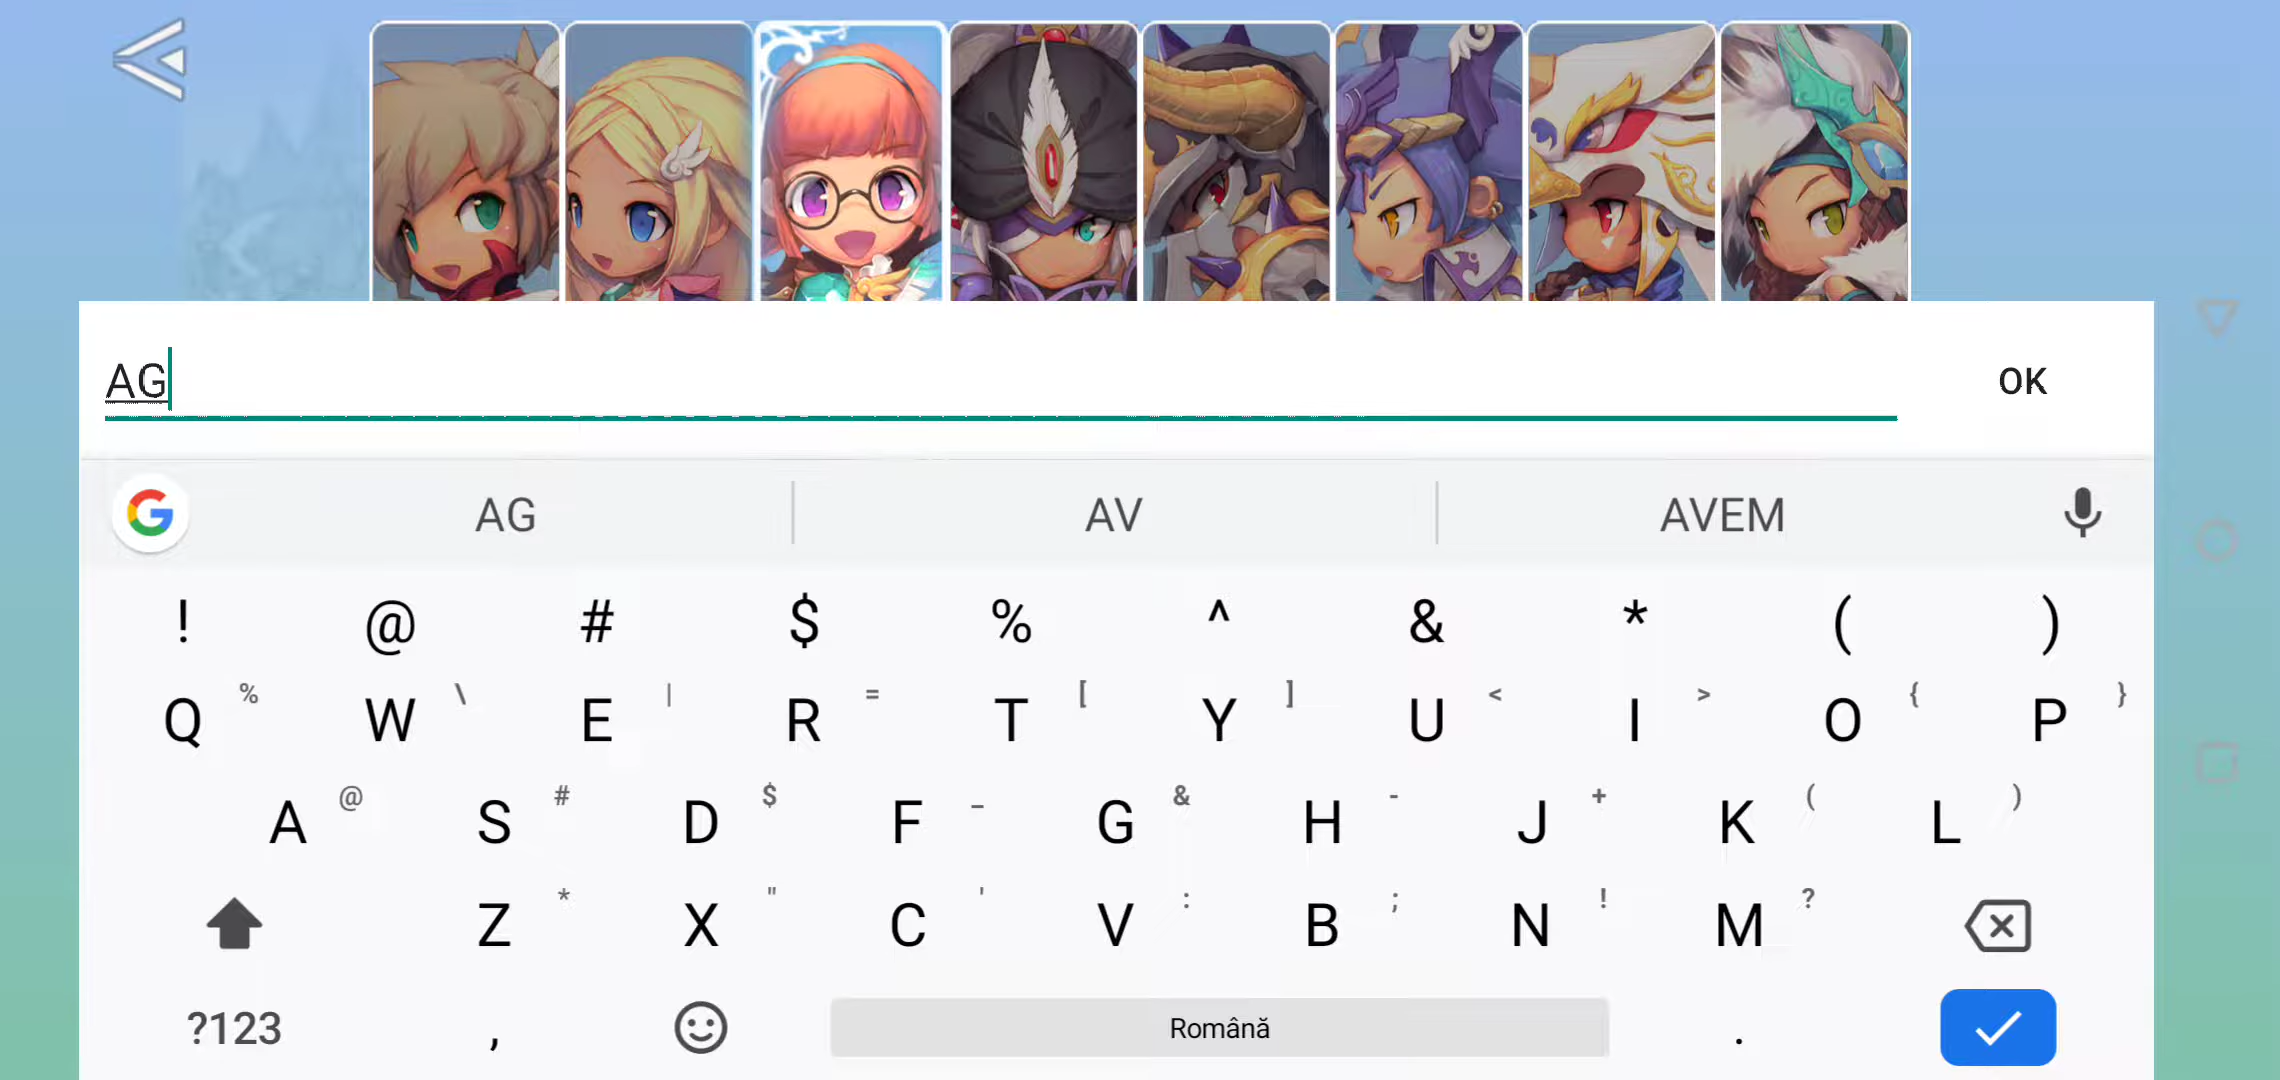 AG
OK
AG AV AVEM
! @ # $ % ^ & * ( )
Q % W \ E | R = T [ Y ] U < I > O { P }
A @ S # D $ F _ G & H - J + K ( L )
Z * X " C ' V : B ; N ! M ?
?123 , Română .